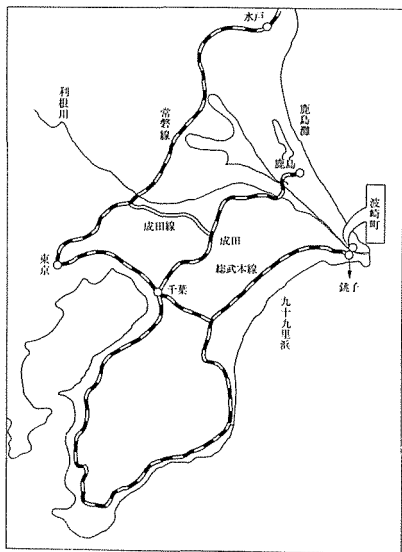 水戸
利根川
常磐線
鹿島灘
鹿島
波崎町
成田線
成田
東京
総武本線
千葉
銚子
九十九里浜